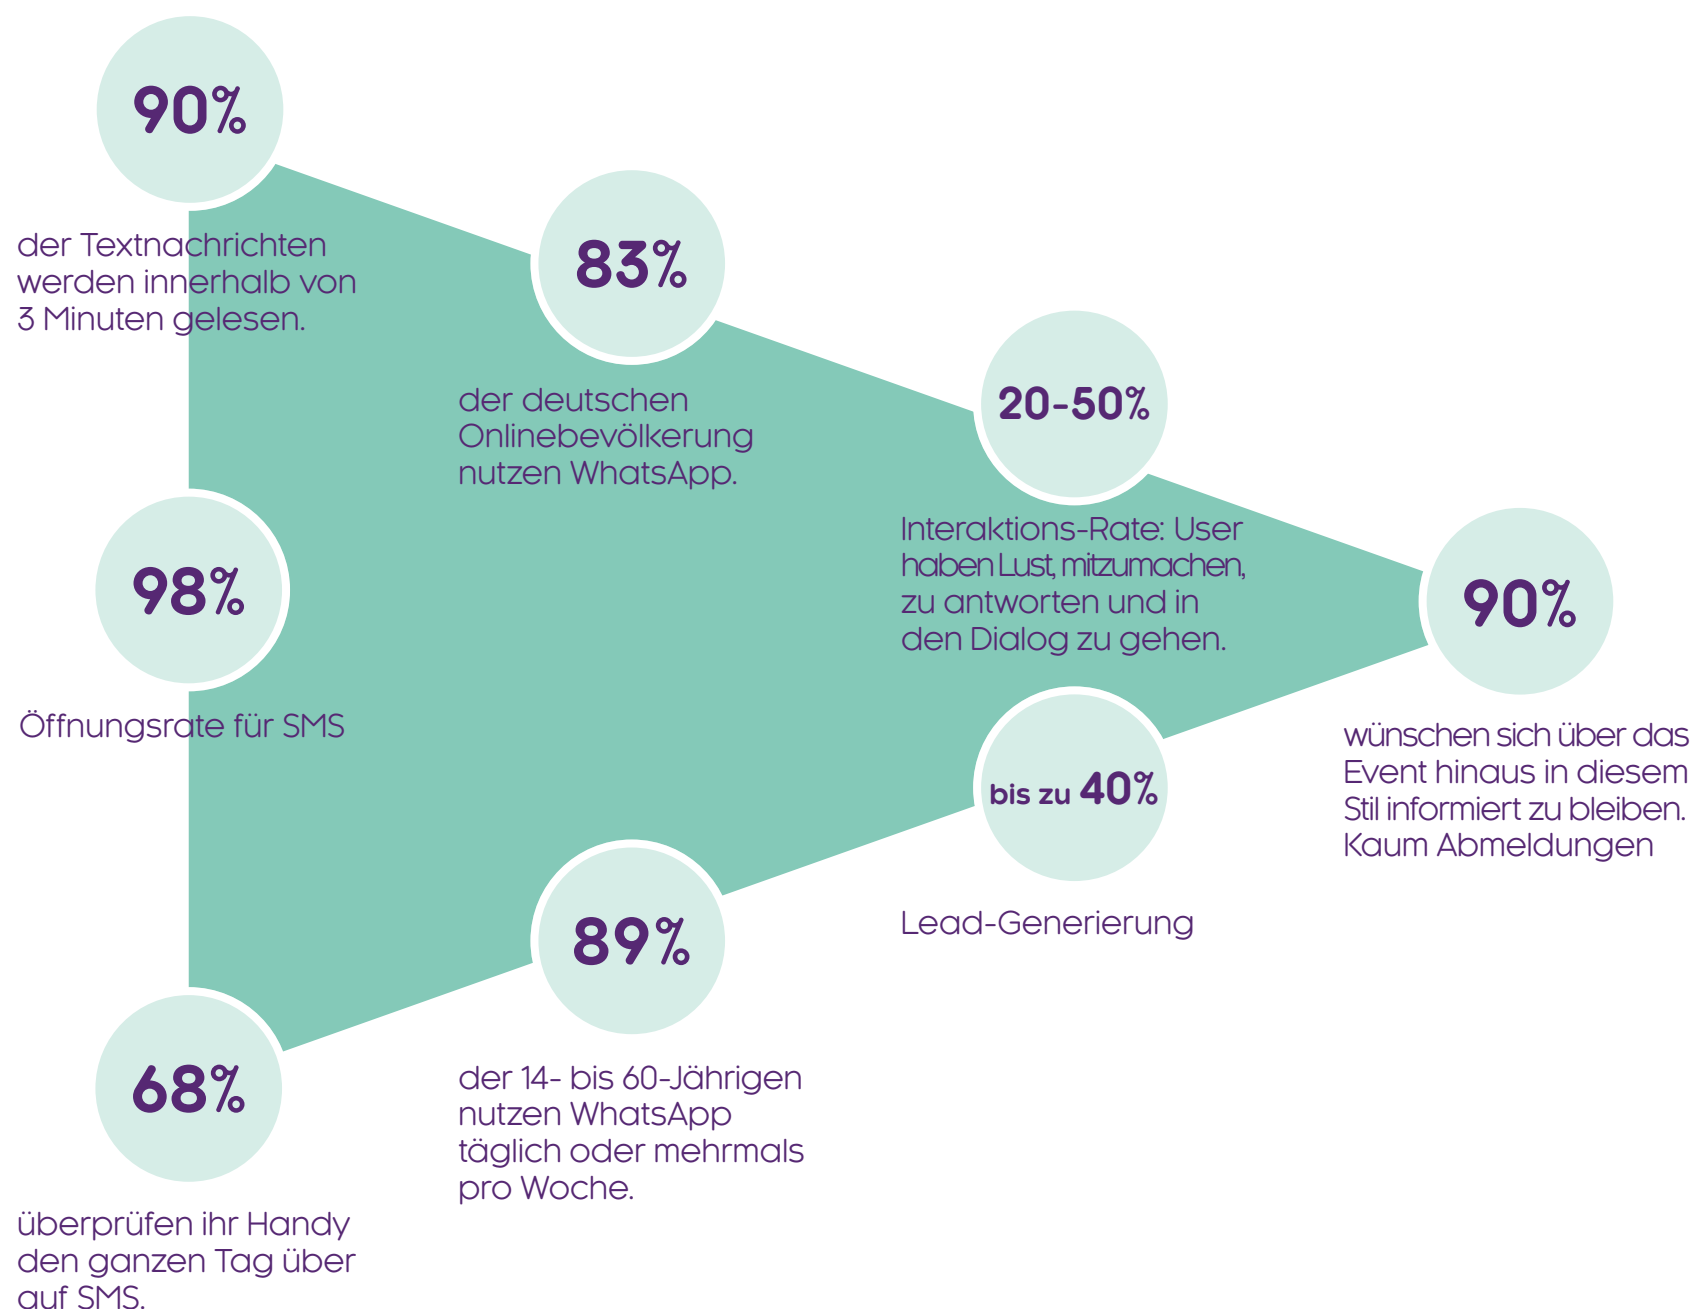 90%
der Textnachrichten
werden innerhalb von
3 Minuten gelesen.
98%
Öffnungsrate für SMS
68%
überprüfen ihr Handy
den ganzen Tag über
auf SMS.
83%
der deutschen
Onlinebevölkerung
nutzen WhatsApp.
89%
der 14- bis 60-Jährigen
nutzen WhatsApp
täglich oder mehrmals
pro Woche.
20-50%
Interaktions-Rate: User
haben Lust, mitzumachen,
zu antworten und in
den Dialog zu gehen.
bis zu 40%
Lead-Generierung
90%
wünschen sich über das
Event hinaus in diesem
Stil informiert zu bleiben.
Kaum Abmeldungen